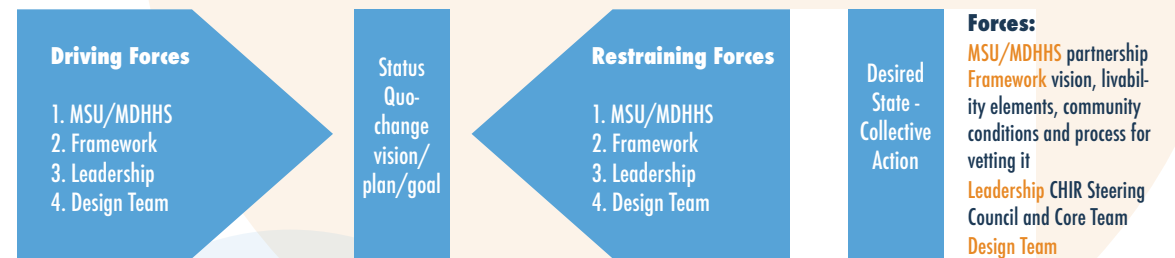 Driving Forces
1. MSU/MDHHS
2. Framework
3. Leadership
4. Design Team
Status
Quo-
change
vision/
plan/goal
Restraining Forces
1. MSU/MDHHS
2. Framework
3. Leadership
4. Design Team
Desired
State -
Collective
Action
Forces:
MSU/MDHHS partnership
Framework vision, livabil-
ity elements, community
conditions and process for
vetting it
Leadership CHIR Steering
Council and Core Team
Design Team